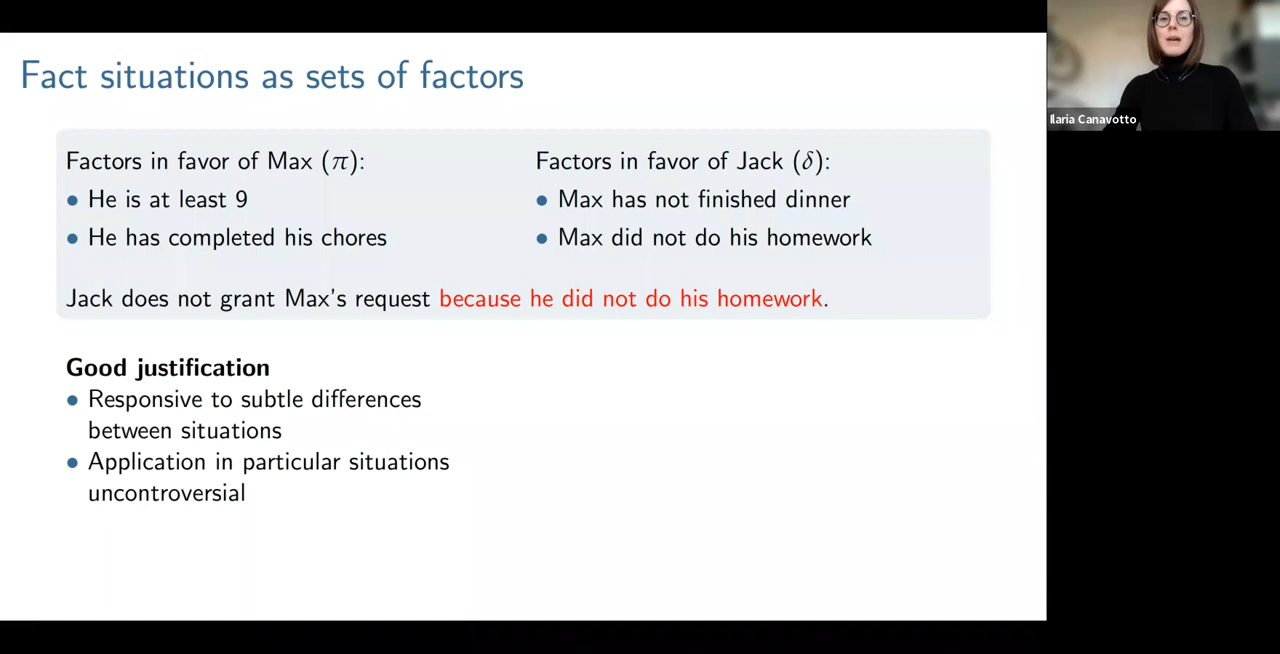 Fact situations as sets of factors
Factors in favor of Max (π):
• He is at least 9
• He has completed his chores
Factors in favor of Jack (δ):
• Max has not finished dinner
• Max did not do his homework
Jack does not grant Max's request because he did not do his homework.
Good justification
• Responsive to subtle differences
between situations
• Application in particular situations
uncontroversial
Ilaria Canavotto